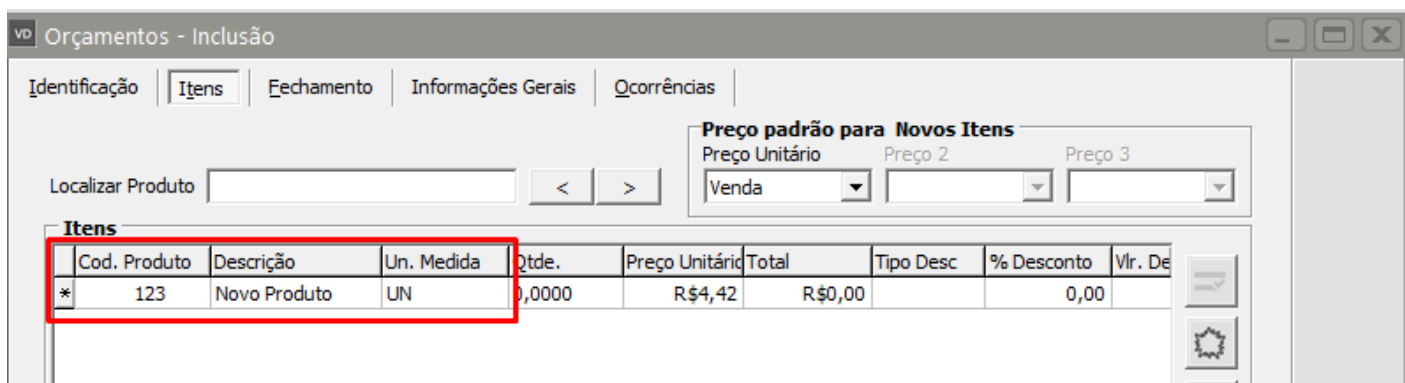 VD Orçamentos - Inclusão
Identificação Itens Fechamento Informações Gerais Ocorrências
Preço padrão para Novos Itens
Preço Unitário Preço 2 Preço 3
Localizar Produto < > Venda
Itens
Cod. Produto Descrição Un. Medida Qtde. Preço Unitário Total Tipo Desc % Desconto Vlr. De
* 123 Novo Produto UN 0,0000 R$4,42 R$0,00 0,00